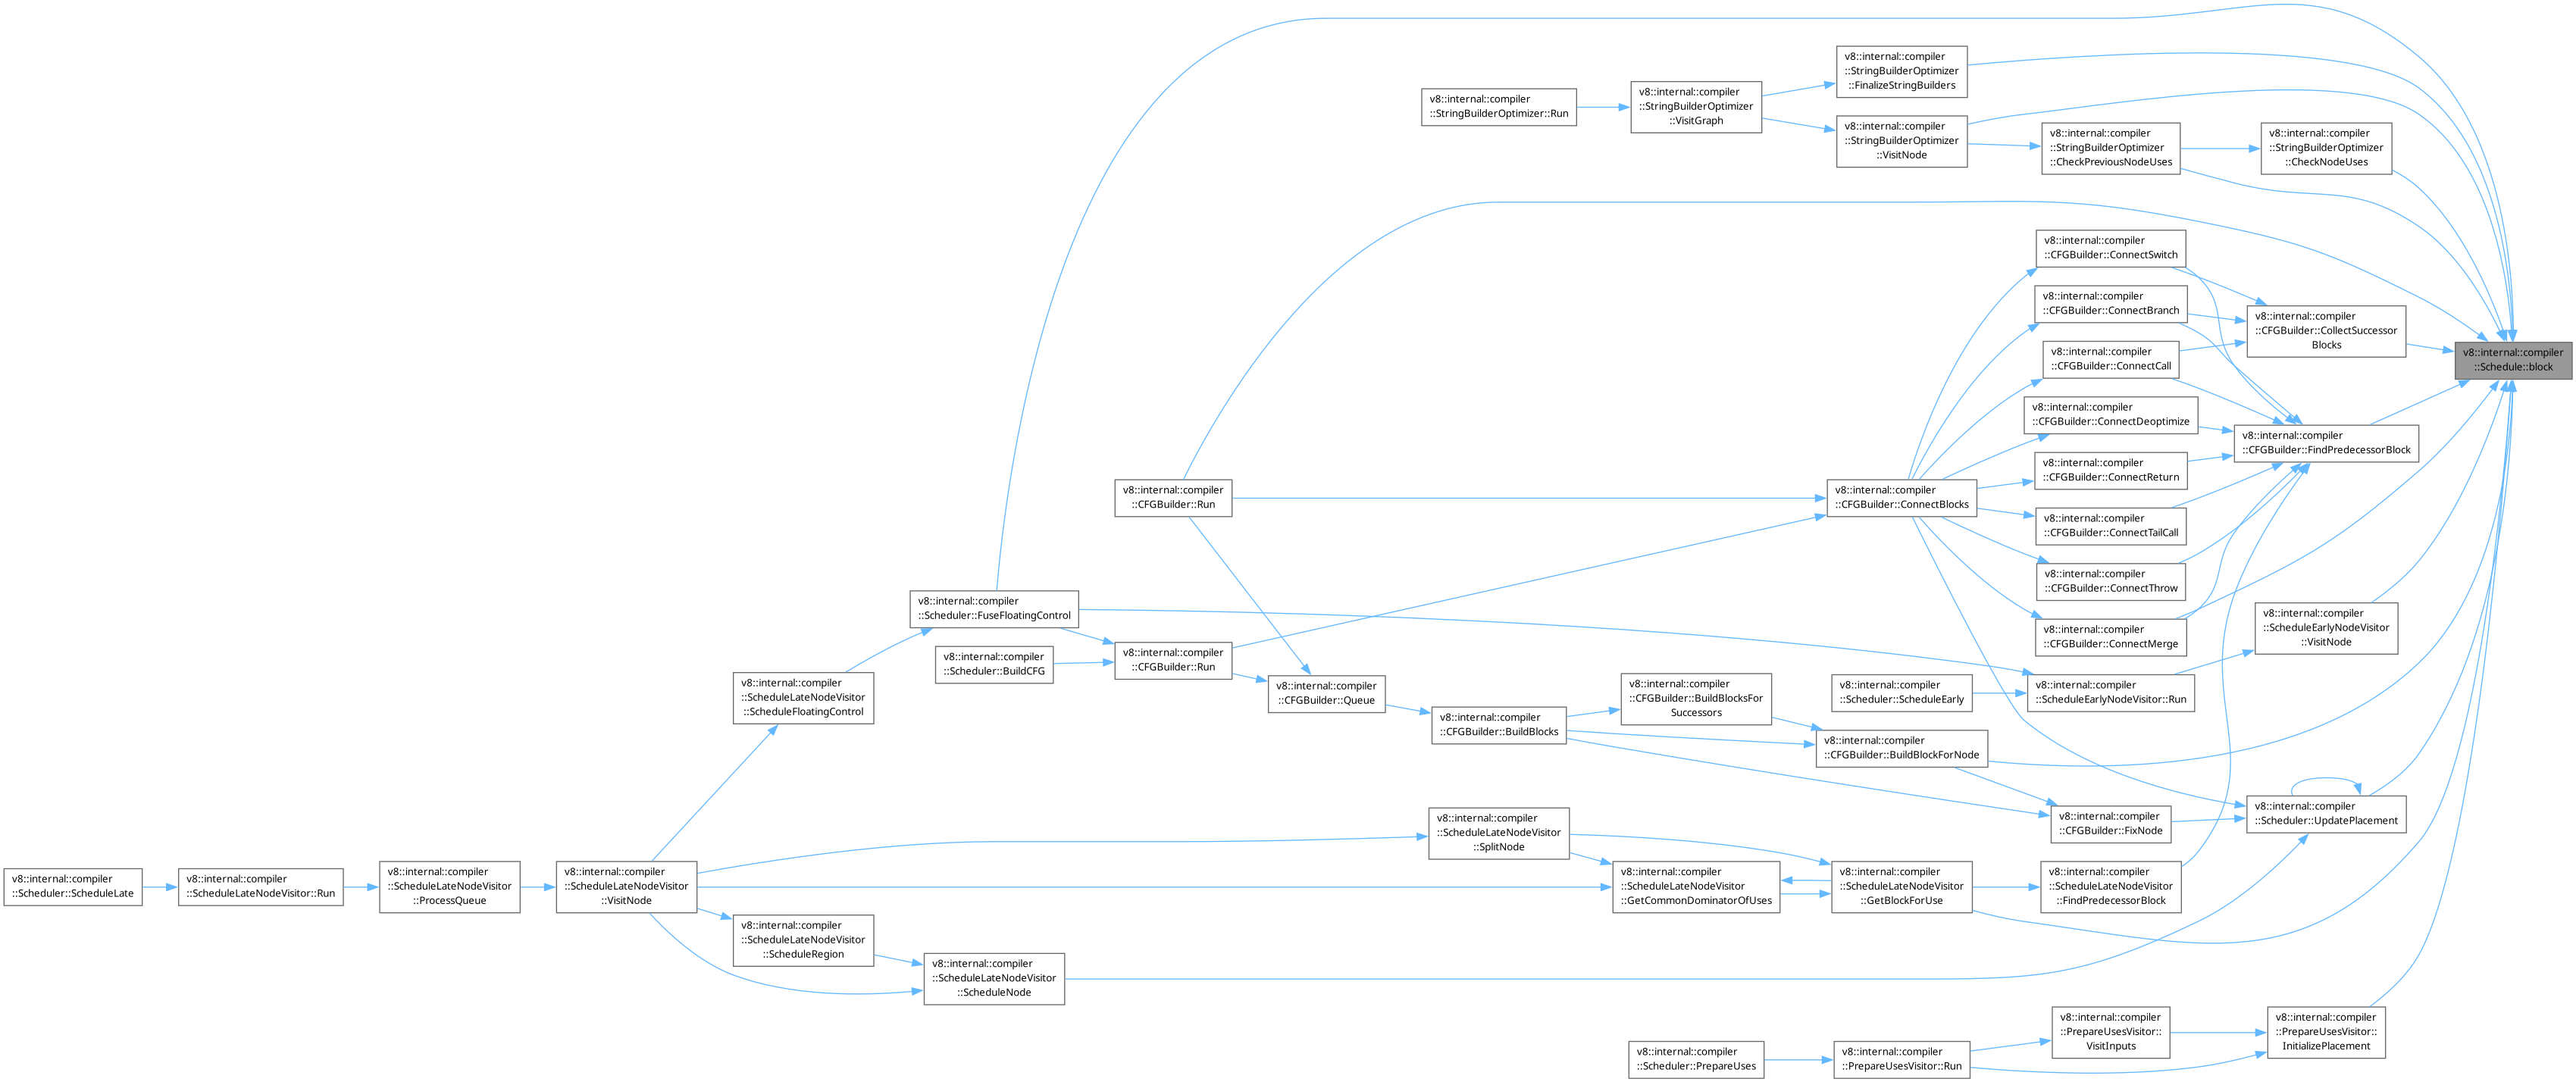 v8::internal::compiler
::StringBuilderOptimizer
::FinalizeStringBuilders
v8::internal::compiler
::StringBuilderOptimizer::Run
v8::internal::compiler
::StringBuilderOptimizer
::VisitGraph
v8::internal::compiler
::StringBuilderOptimizer
::VisitNode
v8::internal::compiler
::StringBuilderOptimizer
::CheckPreviousNodeUses
v8::internal::compiler
::StringBuilderOptimizer
::CheckNodeUses
v8::internal::compiler
::CFGBuilder::ConnectSwitch
v8::internal::compiler
::CFGBuilder::ConnectBranch
v8::internal::compiler
::CFGBuilder::CollectSuccessor
Blocks
v8::internal::compiler
::CFGBuilder::ConnectCall
v8::internal::compiler
::Schedule::block
v8::internal::compiler
::CFGBuilder::ConnectDeoptimize
v8::internal::compiler
::CFGBuilder::FindPredecessorBlock
v8::internal::compiler
::CFGBuilder::ConnectReturn
v8::internal::compiler
::CFGBuilder::Run
v8::internal::compiler
::CFGBuilder::ConnectBlocks
v8::internal::compiler
::CFGBuilder::ConnectTailCall
v8::internal::compiler
::CFGBuilder::ConnectThrow
v8::internal::compiler
::Scheduler::FuseFloatingControl
v8::internal::compiler
::CFGBuilder::ConnectMerge
v8::internal::compiler
::ScheduleEarlyNodeVisitor
::VisitNode
v8::internal::compiler
::Scheduler::BuildCFG
v8::internal::compiler
::CFGBuilder::Run
v8::internal::compiler
::ScheduleLateNodeVisitor
::ScheduleFloatingControl
v8::internal::compiler
::CFGBuilder::Queue
v8::internal::compiler
::CFGBuilder::BuildBlocksFor
Successors
v8::internal::compiler
::Scheduler::ScheduleEarly
v8::internal::compiler
::ScheduleEarlyNodeVisitor::Run
v8::internal::compiler
::CFGBuilder::BuildBlocks
v8::internal::compiler
::CFGBuilder::BuildBlockForNode
v8::internal::compiler
::CFGBuilder::FixNode
v8::internal::compiler
::Scheduler::UpdatePlacement
v8::internal::compiler
::ScheduleLateNodeVisitor
::SplitNode
v8::internal::compiler
::Scheduler::ScheduleLate
v8::internal::compiler
::ScheduleLateNodeVisitor::Run
v8::internal::compiler
::ScheduleLateNodeVisitor
::ProcessQueue
v8::internal::compiler
::ScheduleLateNodeVisitor
::VisitNode
v8::internal::compiler
::ScheduleLateNodeVisitor
::GetCommonDominatorOfUses
v8::internal::compiler
::ScheduleLateNodeVisitor
::GetBlockForUse
v8::internal::compiler
::ScheduleLateNodeVisitor
::FindPredecessorBlock
v8::internal::compiler
::ScheduleLateNodeVisitor
::ScheduleRegion
v8::internal::compiler
::ScheduleLateNodeVisitor
::ScheduleNode
v8::internal::compiler
::PrepareUsesVisitor::
VisitInputs
v8::internal::compiler
::PrepareUsesVisitor::
InitializePlacement
v8::internal::compiler
::Scheduler::PrepareUses
v8::internal::compiler
::PrepareUsesVisitor::Run